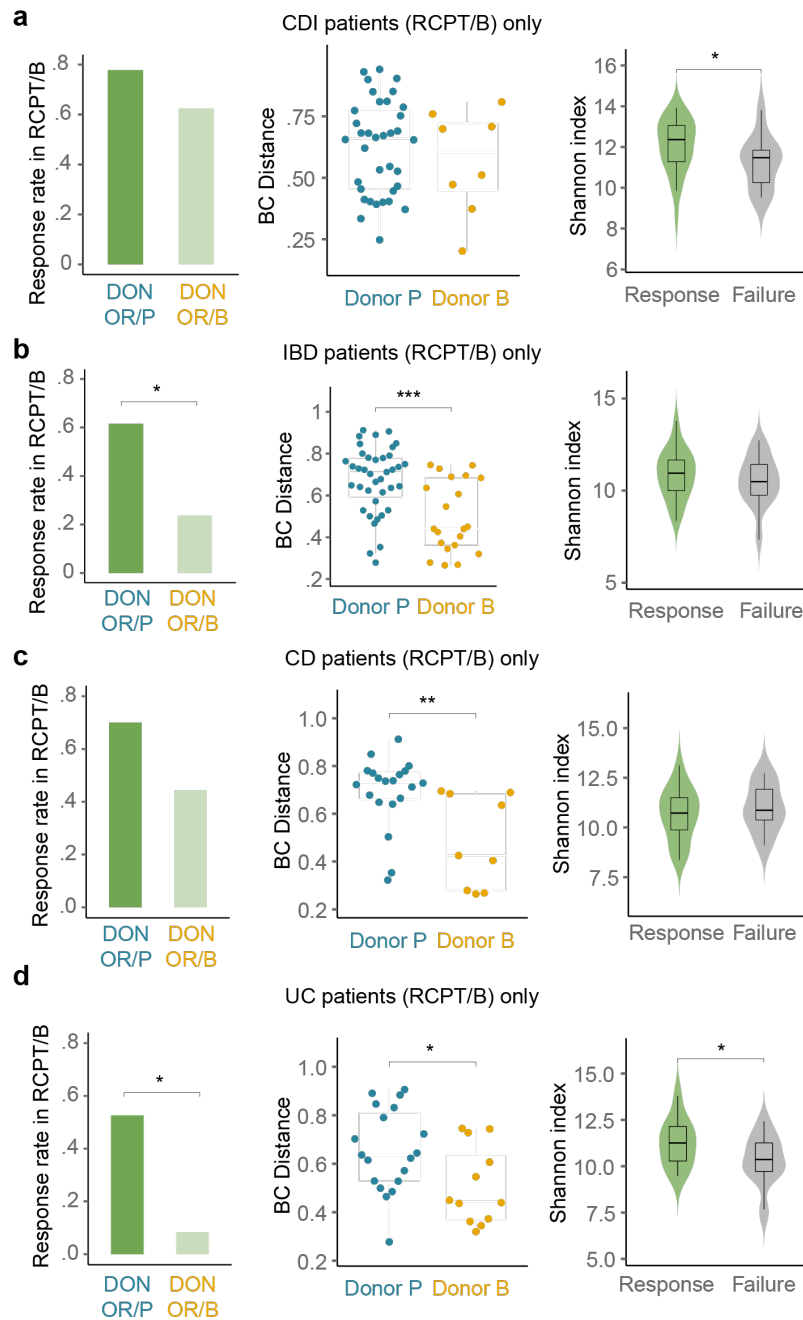 a
CDI patients (RCPT/B) only
Response rate in RCPT/B
.8
.6
.4
.2
0
DON
OR/P
DON
OR/B
BC Distance
.75
.50
.25
Donor P
Donor B
Shannon index
16
14
12
10
8
6
*
Response
Failure
b
IBD patients (RCPT/B) only
Response rate in RCPT/B
.8
.6
.4
.2
0
*
DON
OR/P
DON
OR/B
BC Distance
1
.8
.6
.4
.2
***
Donor P
Donor B
Shannon index
15
10
5
Response
Failure
c
CD patients (RCPT/B) only
Response rate in RCPT/B
.8
.6
.4
.2
.0
DON
OR/P
DON
OR/B
BC Distance
1.0
0.8
0.6
0.4
0.2
**
Donor P
Donor B
Shannon index
15.0
12.5
10.0
7.5
Response
Failure
d
UC patients (RCPT/B) only
Response rate in RCPT/B
.8
.6
.4
.2
.0
*
DON
OR/P
DON
OR/B
BC Distance
1.0
0.8
0.6
0.4
0.2
*
Donor P
Donor B
Shannon index
15.0
12.5
10.0
7.5
5.0
*
Response
Failure